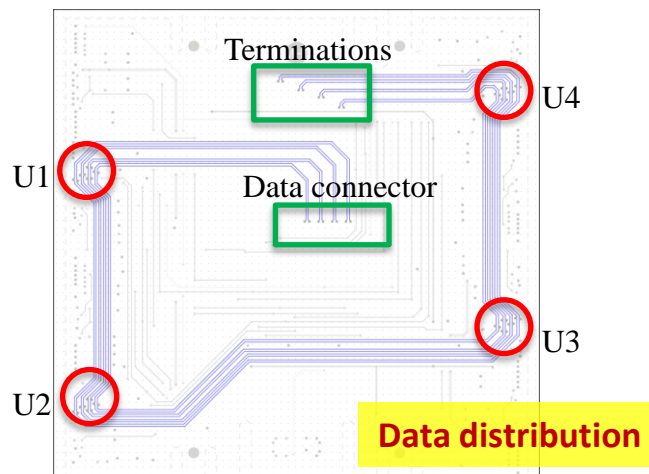 Terminations
U4
U1
Data connector
U3
U2
Data distribution